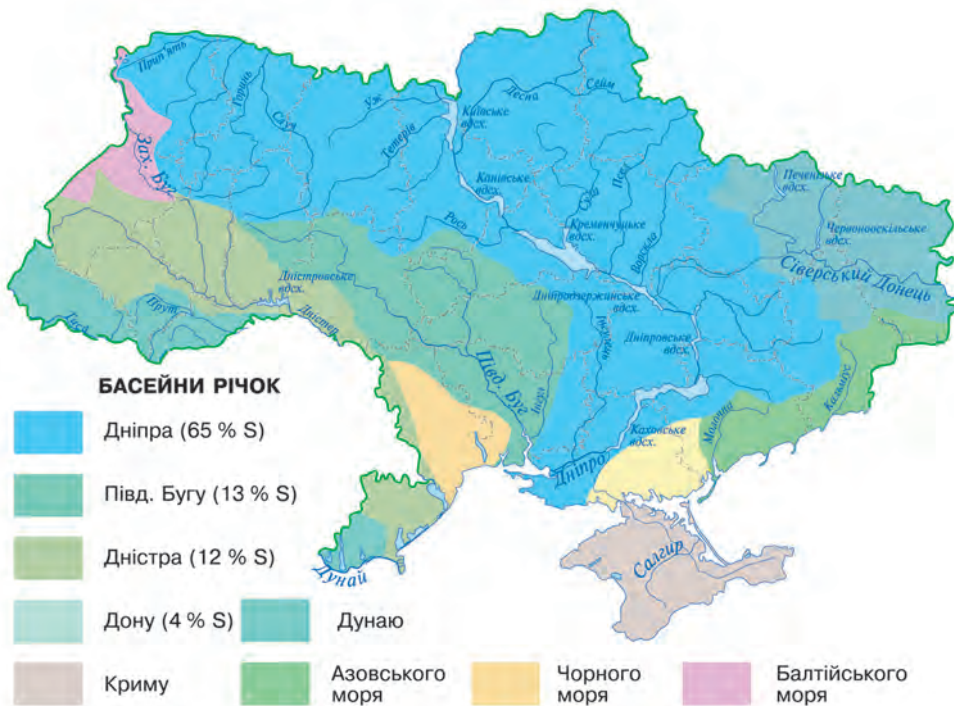 Прип'ять
Горинь
Случ
Уж
Тетерів
Десна
Сейм
Київське
вдсх.
Зах. Буг
Канівське
вдсх.
Сула
Псел
Печенізьке
вдсх.
Рось
Кременчуцьке
вдсх.
Ворскла
Червонооскільське
вдсх.
Сіверський Донець
Дністровське
вдсх.
Дністер
Дніпродзержинське
вдсх.
Тиса
Прут
Інгулець
Дніпровське
вдсх.
Півд. Буг
Інгул
Кальміус
Молочна
Каховське
вдсх.
Дніпро
Дунай
Салгир
БАСЕЙНИ РІЧОК
Дніпра (65 % S)
Півд. Бугу (13 % S)
Дністра (12 % S)
Дону (4 % S)
Дунаю
Криму
Азовського
моря
Чорного
моря
Балтійського
моря